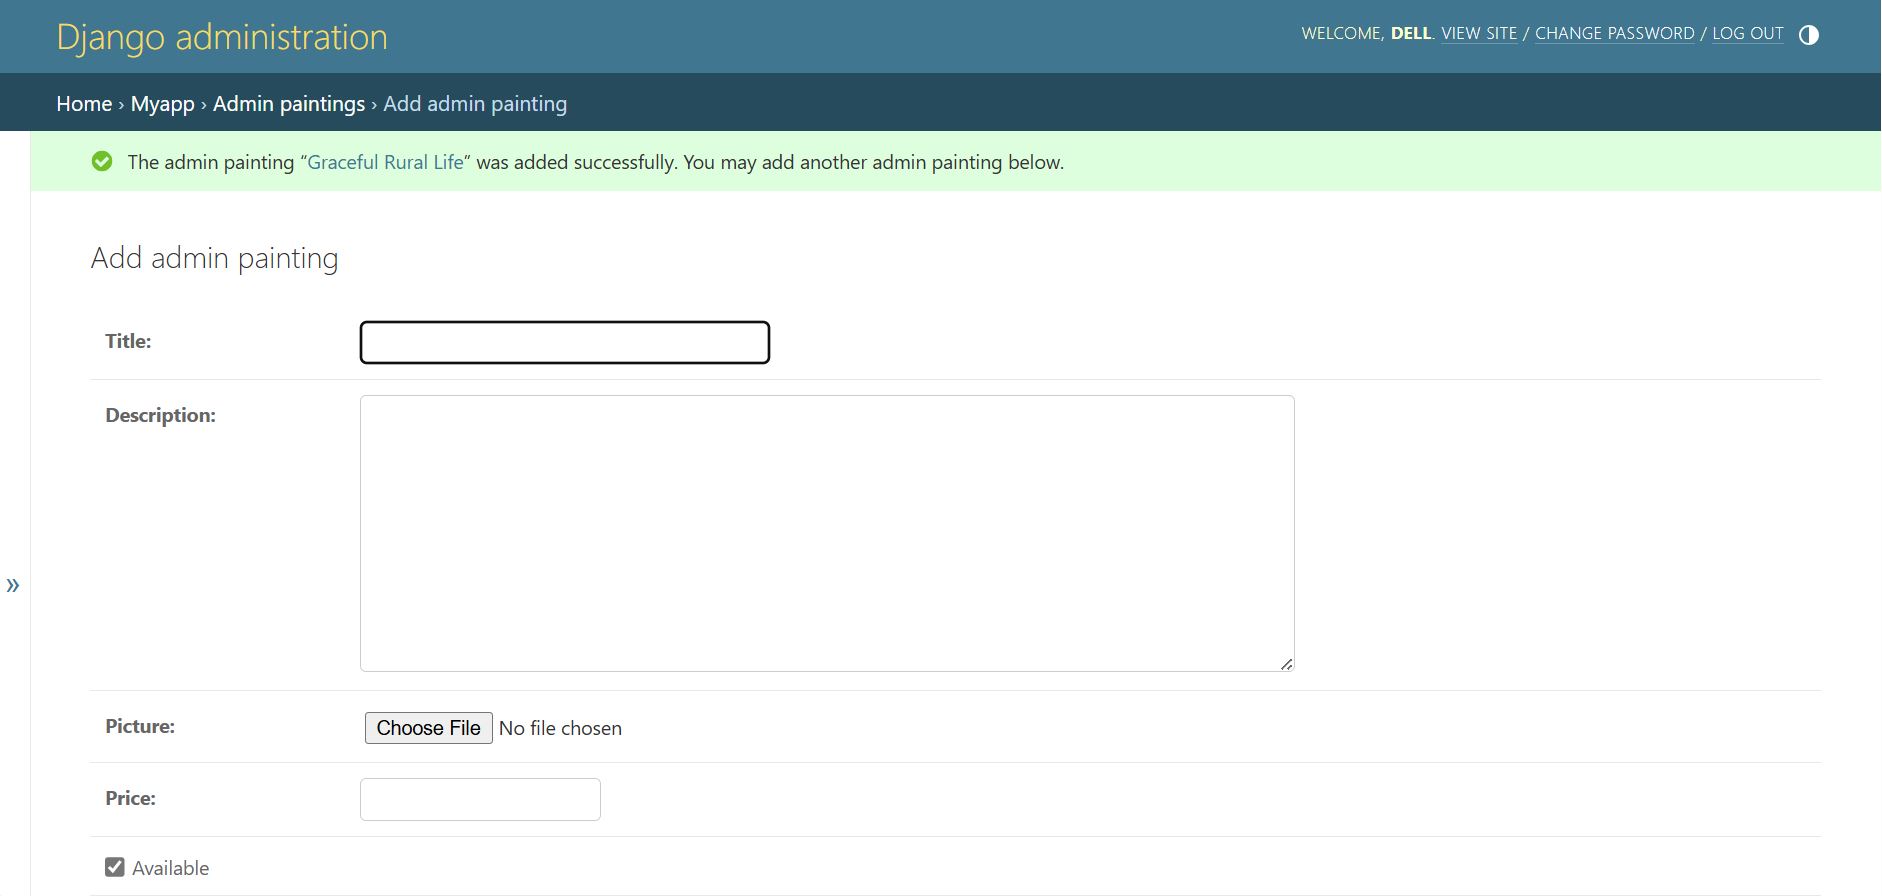 Django administration
WELCOME, DELL. VIEW SITE / CHANGE PASSWORD / LOG OUT
Home › Myapp › Admin paintings › Add admin painting
The admin painting “Graceful Rural Life” was added successfully. You may add another admin painting below.
Add admin painting
Title:
Description:
»
Picture:
Choose File No file chosen
Price:
Available